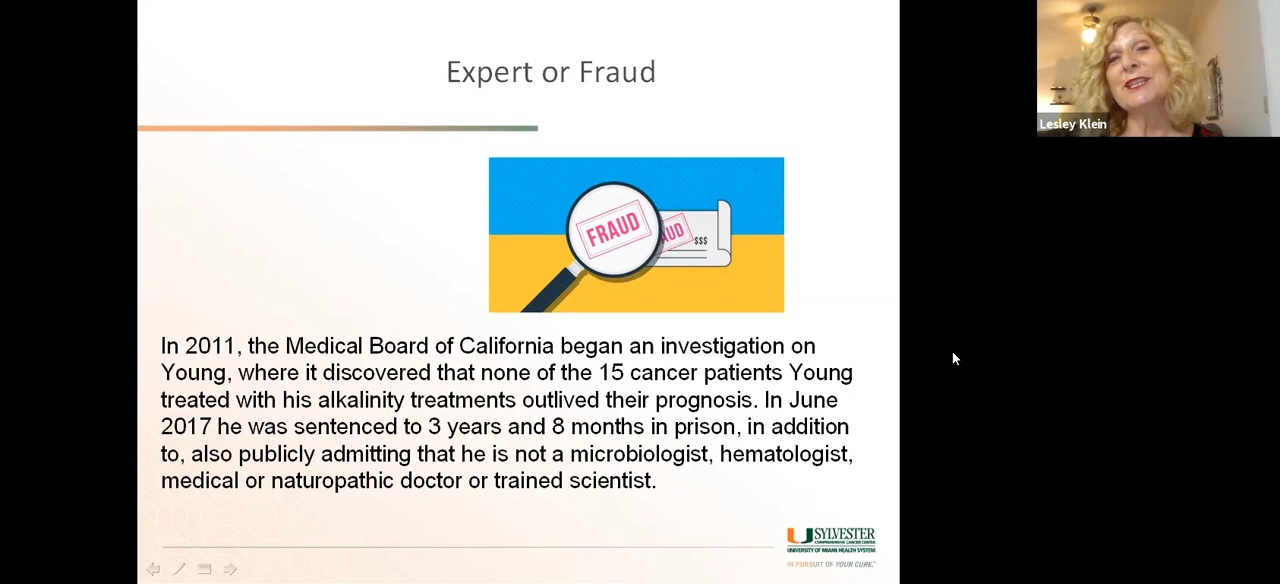 Expert or Fraud
Lesley Klein
FRAUD
AUD
$$$
In 2011, the Medical Board of California began an investigation on
Young, where it discovered that none of the 15 cancer patients Young
treated with his alkalinity treatments outlived their prognosis. In June
2017 he was sentenced to 3 years and 8 months in prison, in addition
to, also publicly admitting that he is not a microbiologist, hematologist,
medical or naturopathic doctor or trained scientist.
SYLVESTER
COMPREHENSIVE CANCER CENTER
UNIVERSITY OF MIAMI HEALTH SYSTEM
IN PURSUIT OF YOUR CURE.™